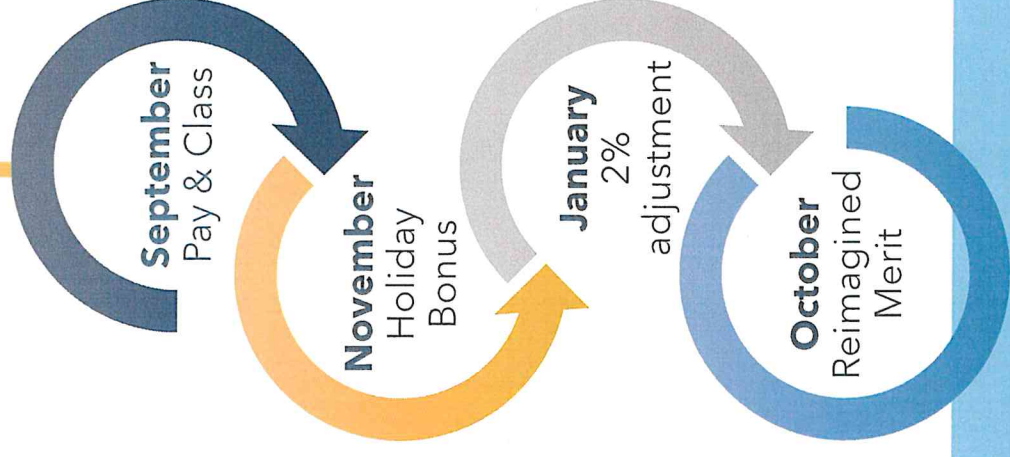 September
Pay & Class
November
Holiday
Bonus
January
2%
adjustment
October
Reimagined
Merit